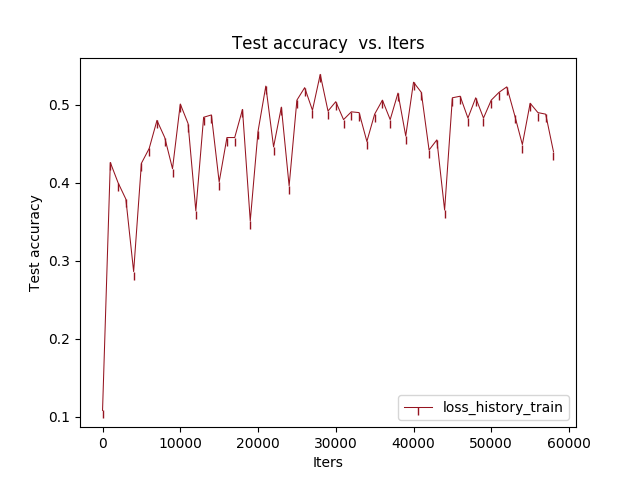 Test accuracy  vs. Iters
Test accuracy
0.5
0.4
0.3
0.2
0.1
0 10000 20000 30000 40000 50000 60000
Iters
loss_history_train